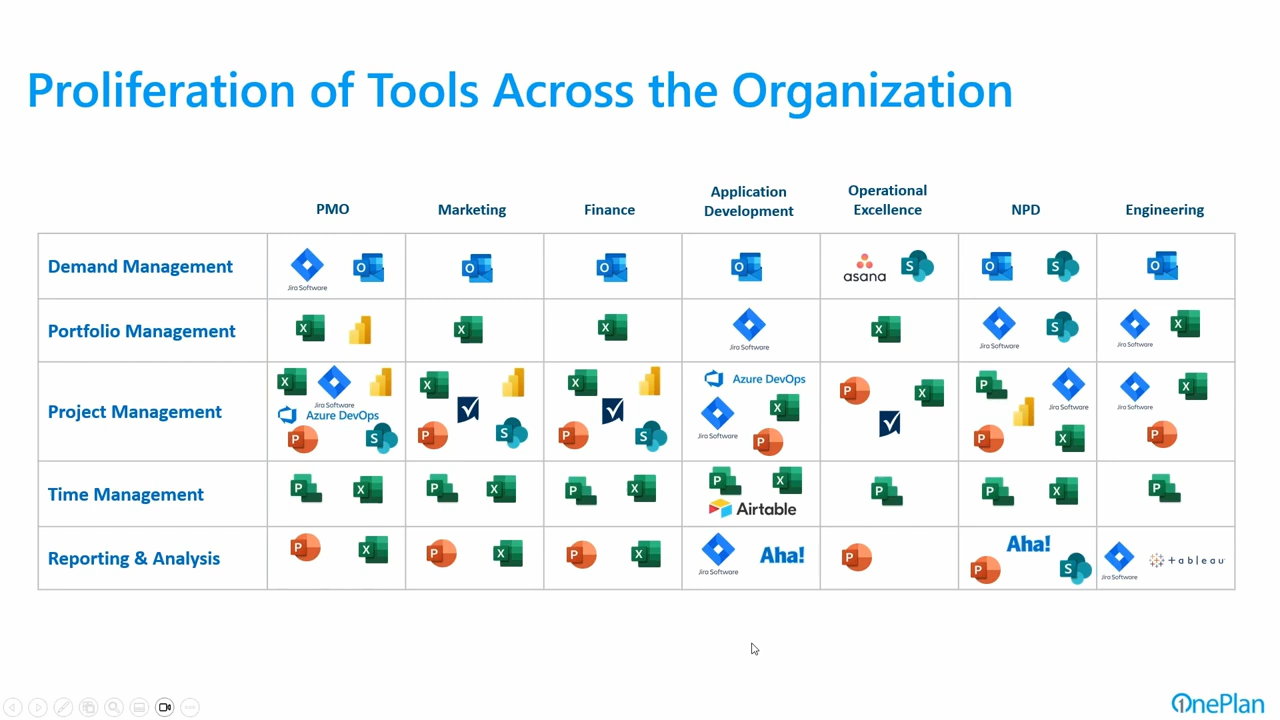 Proliferation of Tools Across the Organization
PMO
Marketing
Finance
Application
Development
Operational
Excellence
NPD
Engineering
Demand Management
Jira Software
O
O
O
O
asana
S
O
S
O
Portfolio Management
X
X
X
Jira Software
X
Jira Software
S
Jira Software
X
Project Management
X
Jira Software
Azure DevOps
P
S
X
P
S
X
P
S
Azure DevOps
Jira Software
X
P
P
X
P
Jira Software
P
X
Jira Software
X
P
Time Management
P
X
P
X
P
X
P
X
Airtable
P
P
X
P
Reporting & Analysis
P
X
P
X
P
X
Jira Software
Aha!
P
Aha!
P
S
Jira Software
+ableau
OnePlan